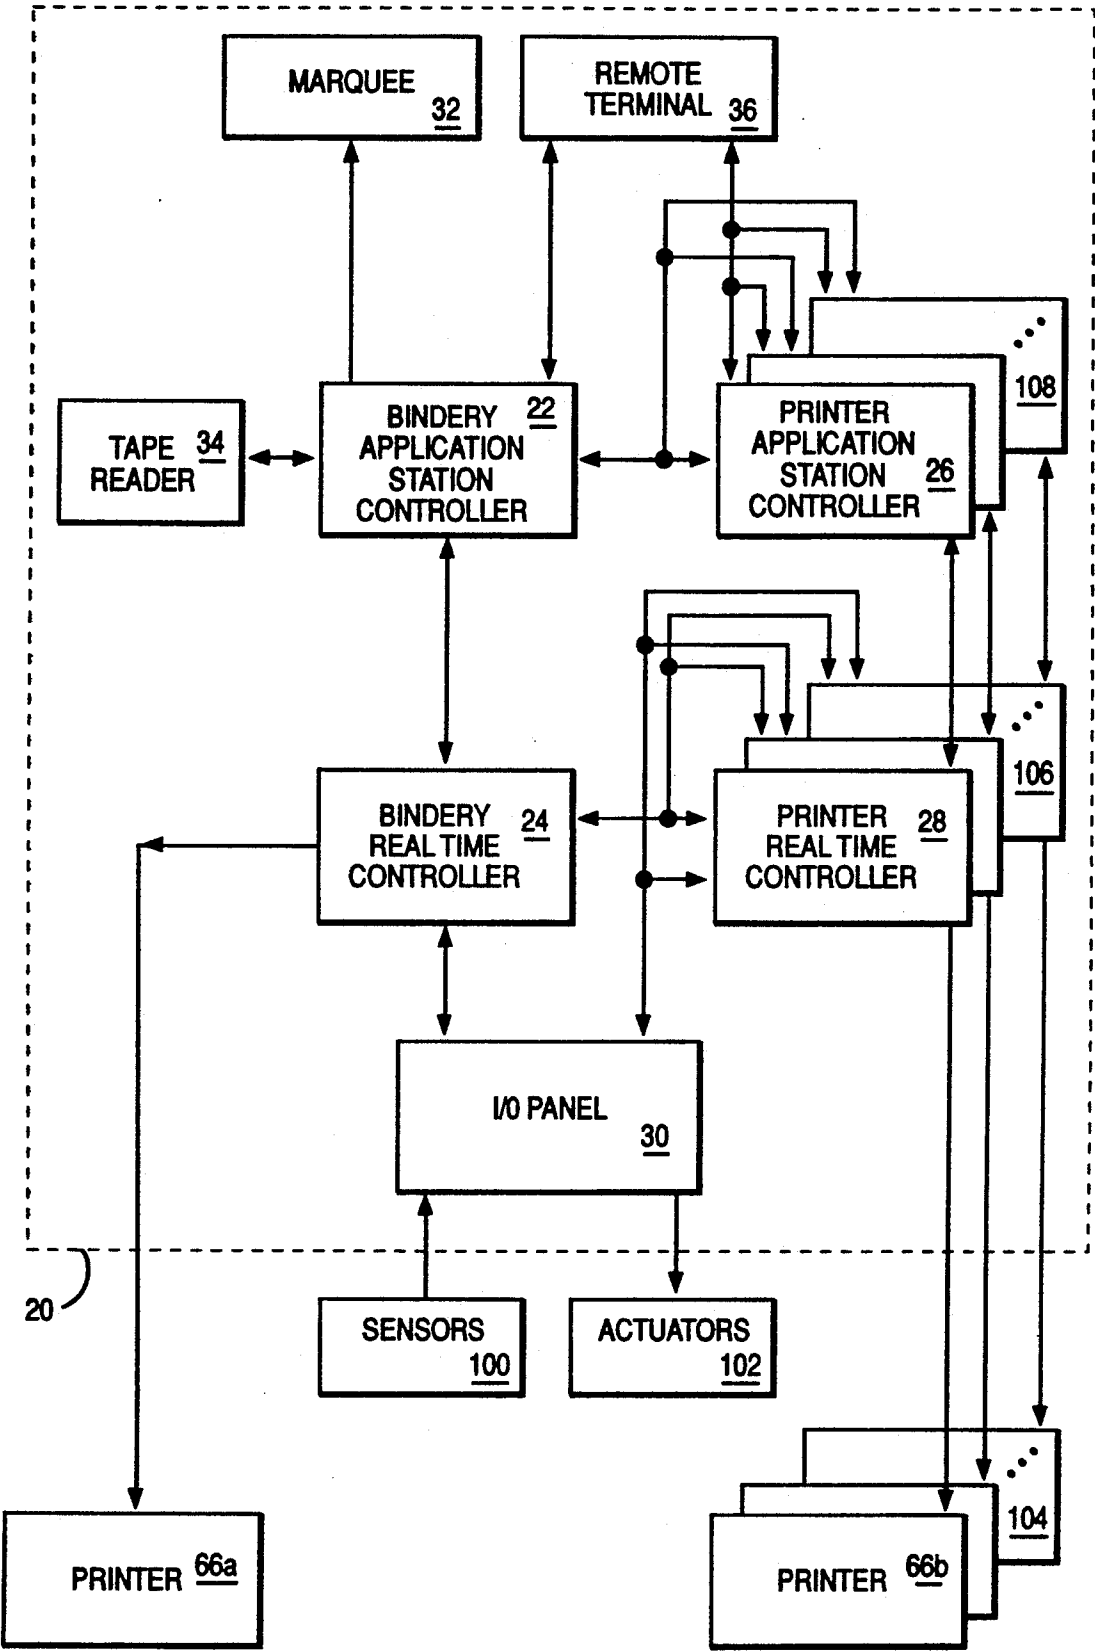 MARQUEE
32
REMOTE
TERMINAL 36
108
TAPE 34
READER
BINDERY 22
APPLICATION
STATION
CONTROLLER
PRINTER
APPLICATION
STATION 26
CONTROLLER
106
BINDERY 24
REAL TIME
CONTROLLER
PRINTER 28
REAL TIME
CONTROLLER
I/0 PANEL
30
20
SENSORS
100
ACTUATORS
102
104
PRINTER 66a
PRINTER 66b